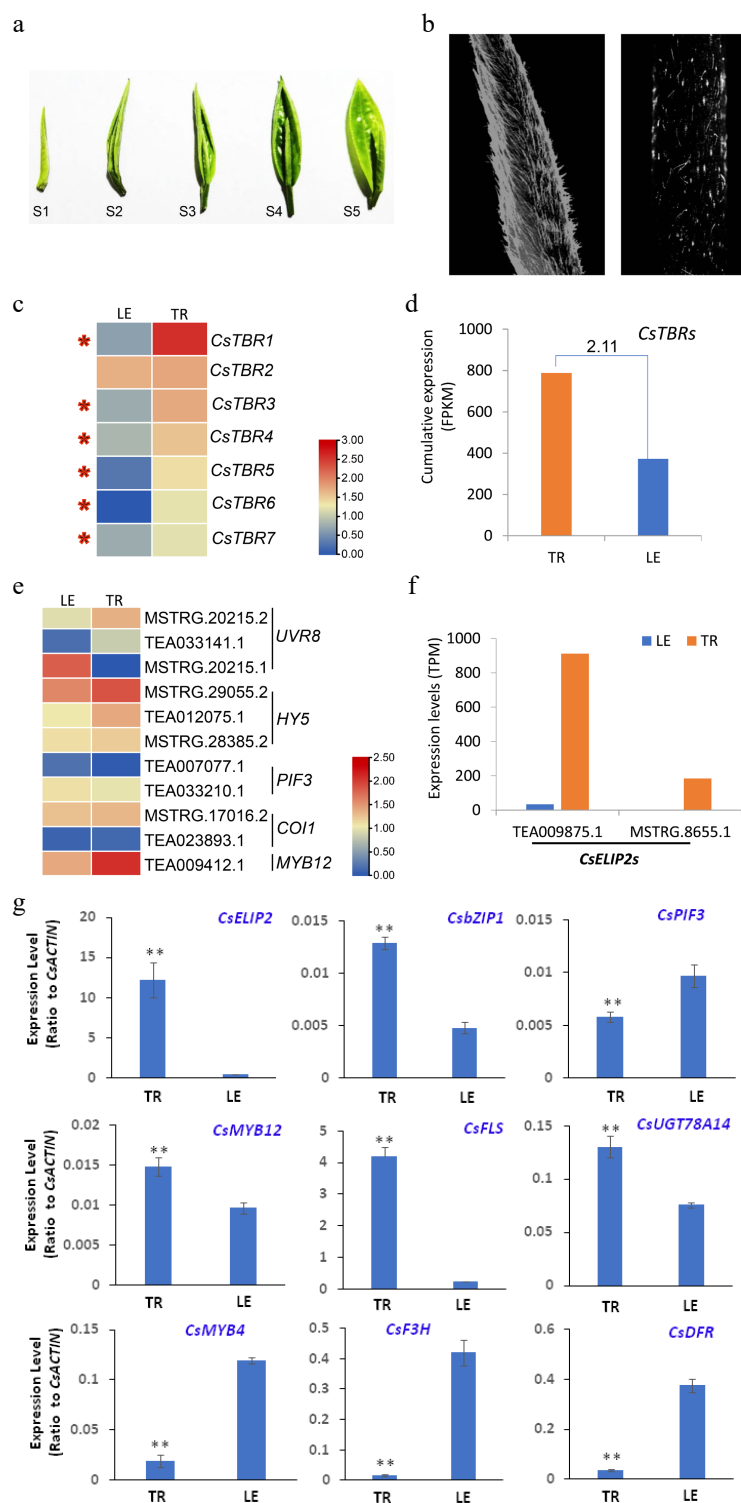 a
S1 S2 S3 S4 S5
b
c
LE TR
* CsTBR1
CsTBR2
* CsTBR3
* CsTBR4
* CsTBR5
* CsTBR6
* CsTBR7
3.00
2.50
2.00
1.50
1.00
0.50
0.00
d
CsTBRs
2.11
Cumulative expression
(FPKM)
1000
800
600
400
200
0
TR LE
e
LE TR
MSTRG.20215.2
TEA033141.1
MSTRG.20215.1
UVR8
MSTRG.29055.2
TEA012075.1
MSTRG.28385.2
HY5
TEA007077.1
TEA033210.1
PIF3
MSTRG.17016.2
TEA023893.1
COI1
TEA009412.1
MYB12
2.50
2.00
1.50
1.00
0.50
0.00
f
LE TR
Expression levels (TPM)
1000
800
600
400
200
0
TEA009875.1 MSTRG.8655.1
CsELIP2s
g
Expression Level
(Ratio to CsACTIN)
CsELIP2
20
15
10
5
0
**
TR LE
CsbZIP1
0.015
0.01
0.005
0
**
TR LE
CsPIF3
0.015
0.01
0.005
0
**
TR LE
Expression Level
(Ratio to CsACTIN)
CsMYB12
0.02
0.015
0.01
0.005
0
**
TR LE
CsFLS
5
4
3
2
1
0
**
TR LE
CsUGT78A14
0.15
0.1
0.05
0
**
TR LE
Expression Level
(Ratio to CsACTIN)
CsMYB4
0.15
0.1
0.05
0
**
TR LE
CsF3H
0.5
0.4
0.3
0.2
0.1
0
**
TR LE
CsDFR
0.6
0.4
0.2
0
**
TR LE